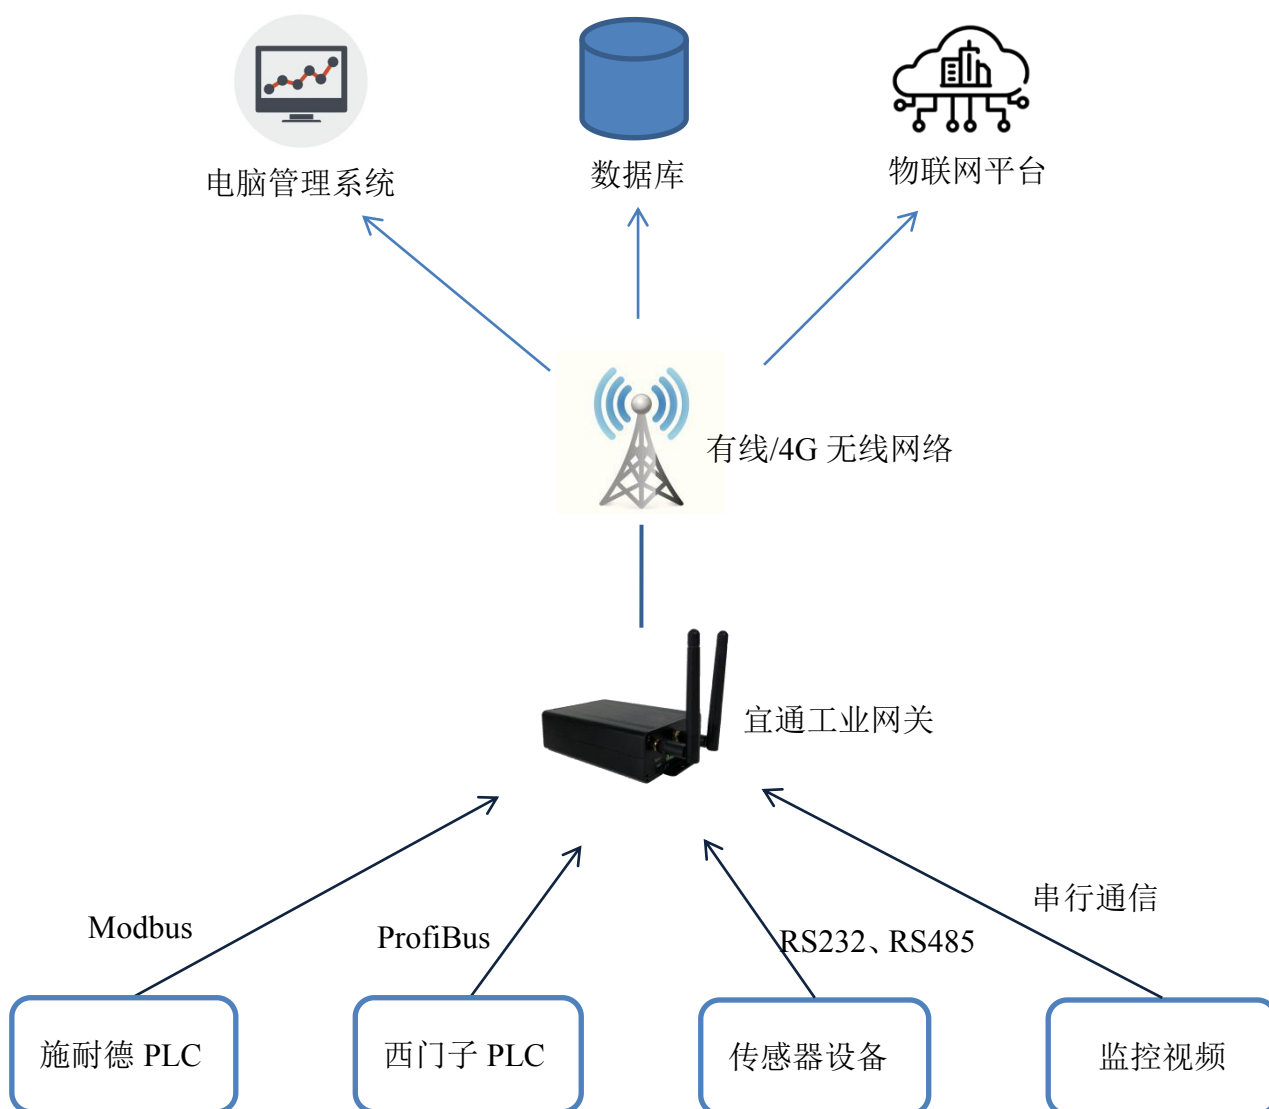 电脑管理系统
数据库
物联网平台
有线/4G 无线网络
宜通工业网关
Modbus
ProfiBus
RS232、RS485
串行通信
施耐德 PLC
西门子 PLC
传感器设备
监控视频